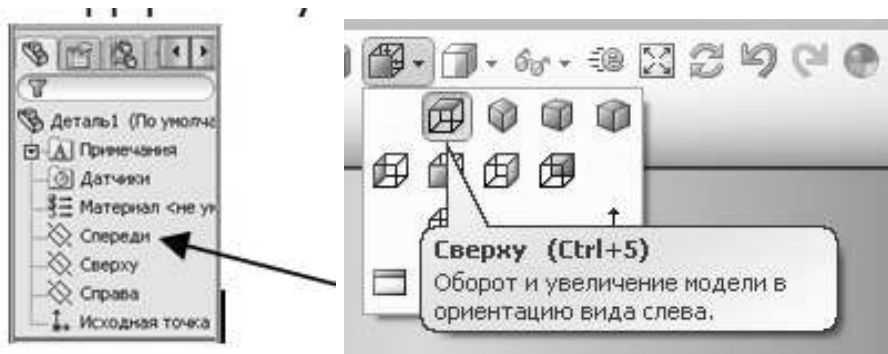 Деталь1 (По умолча
Примечания
Датчики
Материал <не ук
Спереди
Сверху
Справа
Исходная точка
Сверху (Ctrl+5)
Оборот и увеличение модели в
ориентацию вида слева.